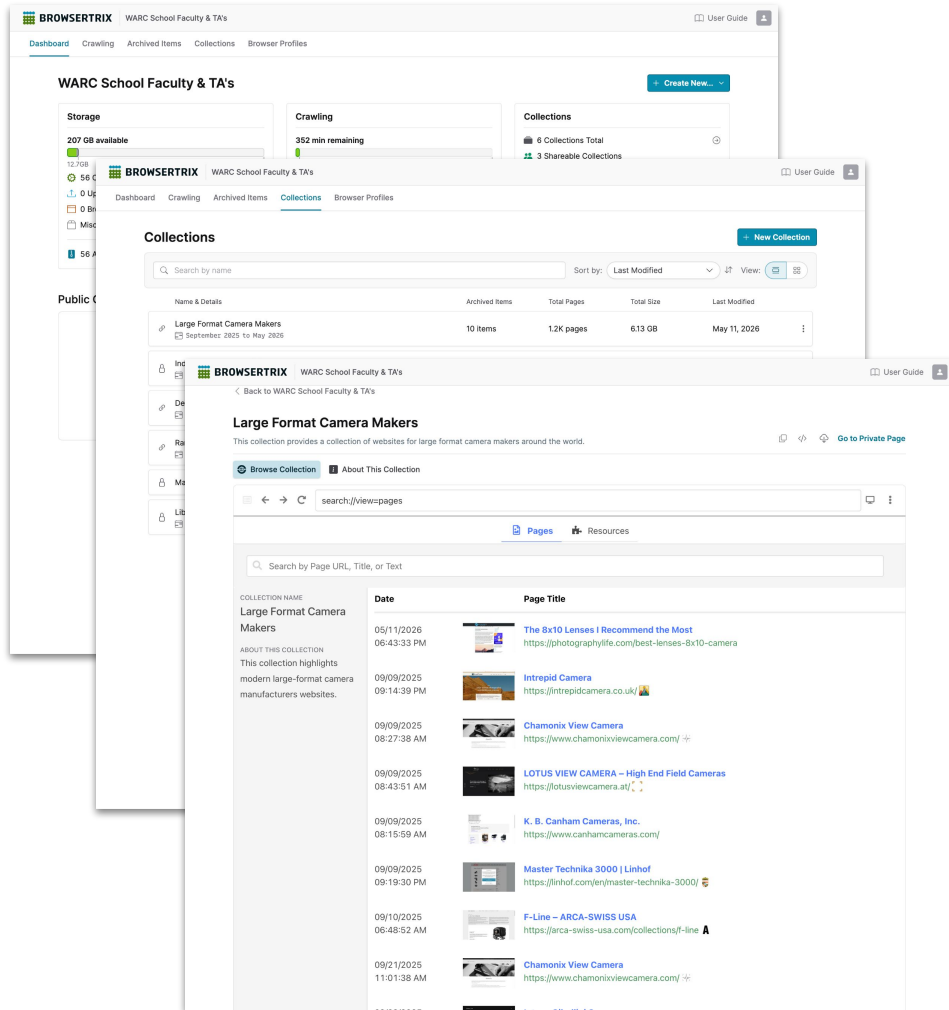 BROWSERTRIX WARC School Faculty & TA's User Guide
Dashboard Crawling Archived Items Collections Browser Profiles
WARC School Faculty & TA's + Create New...
Storage Crawling Collections
207 GB available 352 min remaining 6 Collections Total
12.7GB 3 Shareable Collections
56
0
0
Misc
56
Public
BROWSERTRIX WARC School Faculty & TA's User Guide
Dashboard Crawling Archived Items Collections Browser Profiles
Collections + New Collection
Search by name Sort by: Last Modified View:
Name & Details Archived Items Total Pages Total Size Last Modified
Large Format Camera Makers 10 items 1.2K pages 6.13 GB May 11, 2026
September 2025 to May 2026
BROWSERTRIX WARC School Faculty & TA's User Guide
Back to WARC School Faculty & TA's
Large Format Camera Makers
This collection provides a collection of websites for large format camera makers around the world. Go to Private Page
Browse Collection About This Collection
search://view=pages
Pages Resources
Search by Page URL, Title, or Text
COLLECTION NAME
Large Format Camera
Makers
ABOUT THIS COLLECTION
This collection highlights
modern large-format camera
manufacturers websites.
Date Page Title
05/11/2026 The 8x10 Lenses I Recommend the Most
06:43:33 PM https://photographylife.com/best-lenses-8x10-camera
09/09/2025 Intrepid Camera
09:14:39 PM https://intrepidcamera.co.uk/
09/09/2025 Chamonix View Camera
08:27:38 AM https://www.chamonixviewcamera.com/
09/09/2025 LOTUS VIEW CAMERA – High End Field Cameras
08:43:51 AM https://lotusviewcamera.at/
09/09/2025 K. B. Canham Cameras, Inc.
08:15:59 AM https://www.canhamcameras.com/
09/09/2025 Master Technika 3000 | Linhof
09:19:30 PM https://linhof.com/en/master-technika-3000/
09/10/2025 F-Line – ARCA-SWISS USA
06:48:52 AM https://arca-swiss-usa.com/collections/f-line
09/21/2025 Chamonix View Camera
11:01:38 AM https://www.chamonixviewcamera.com/